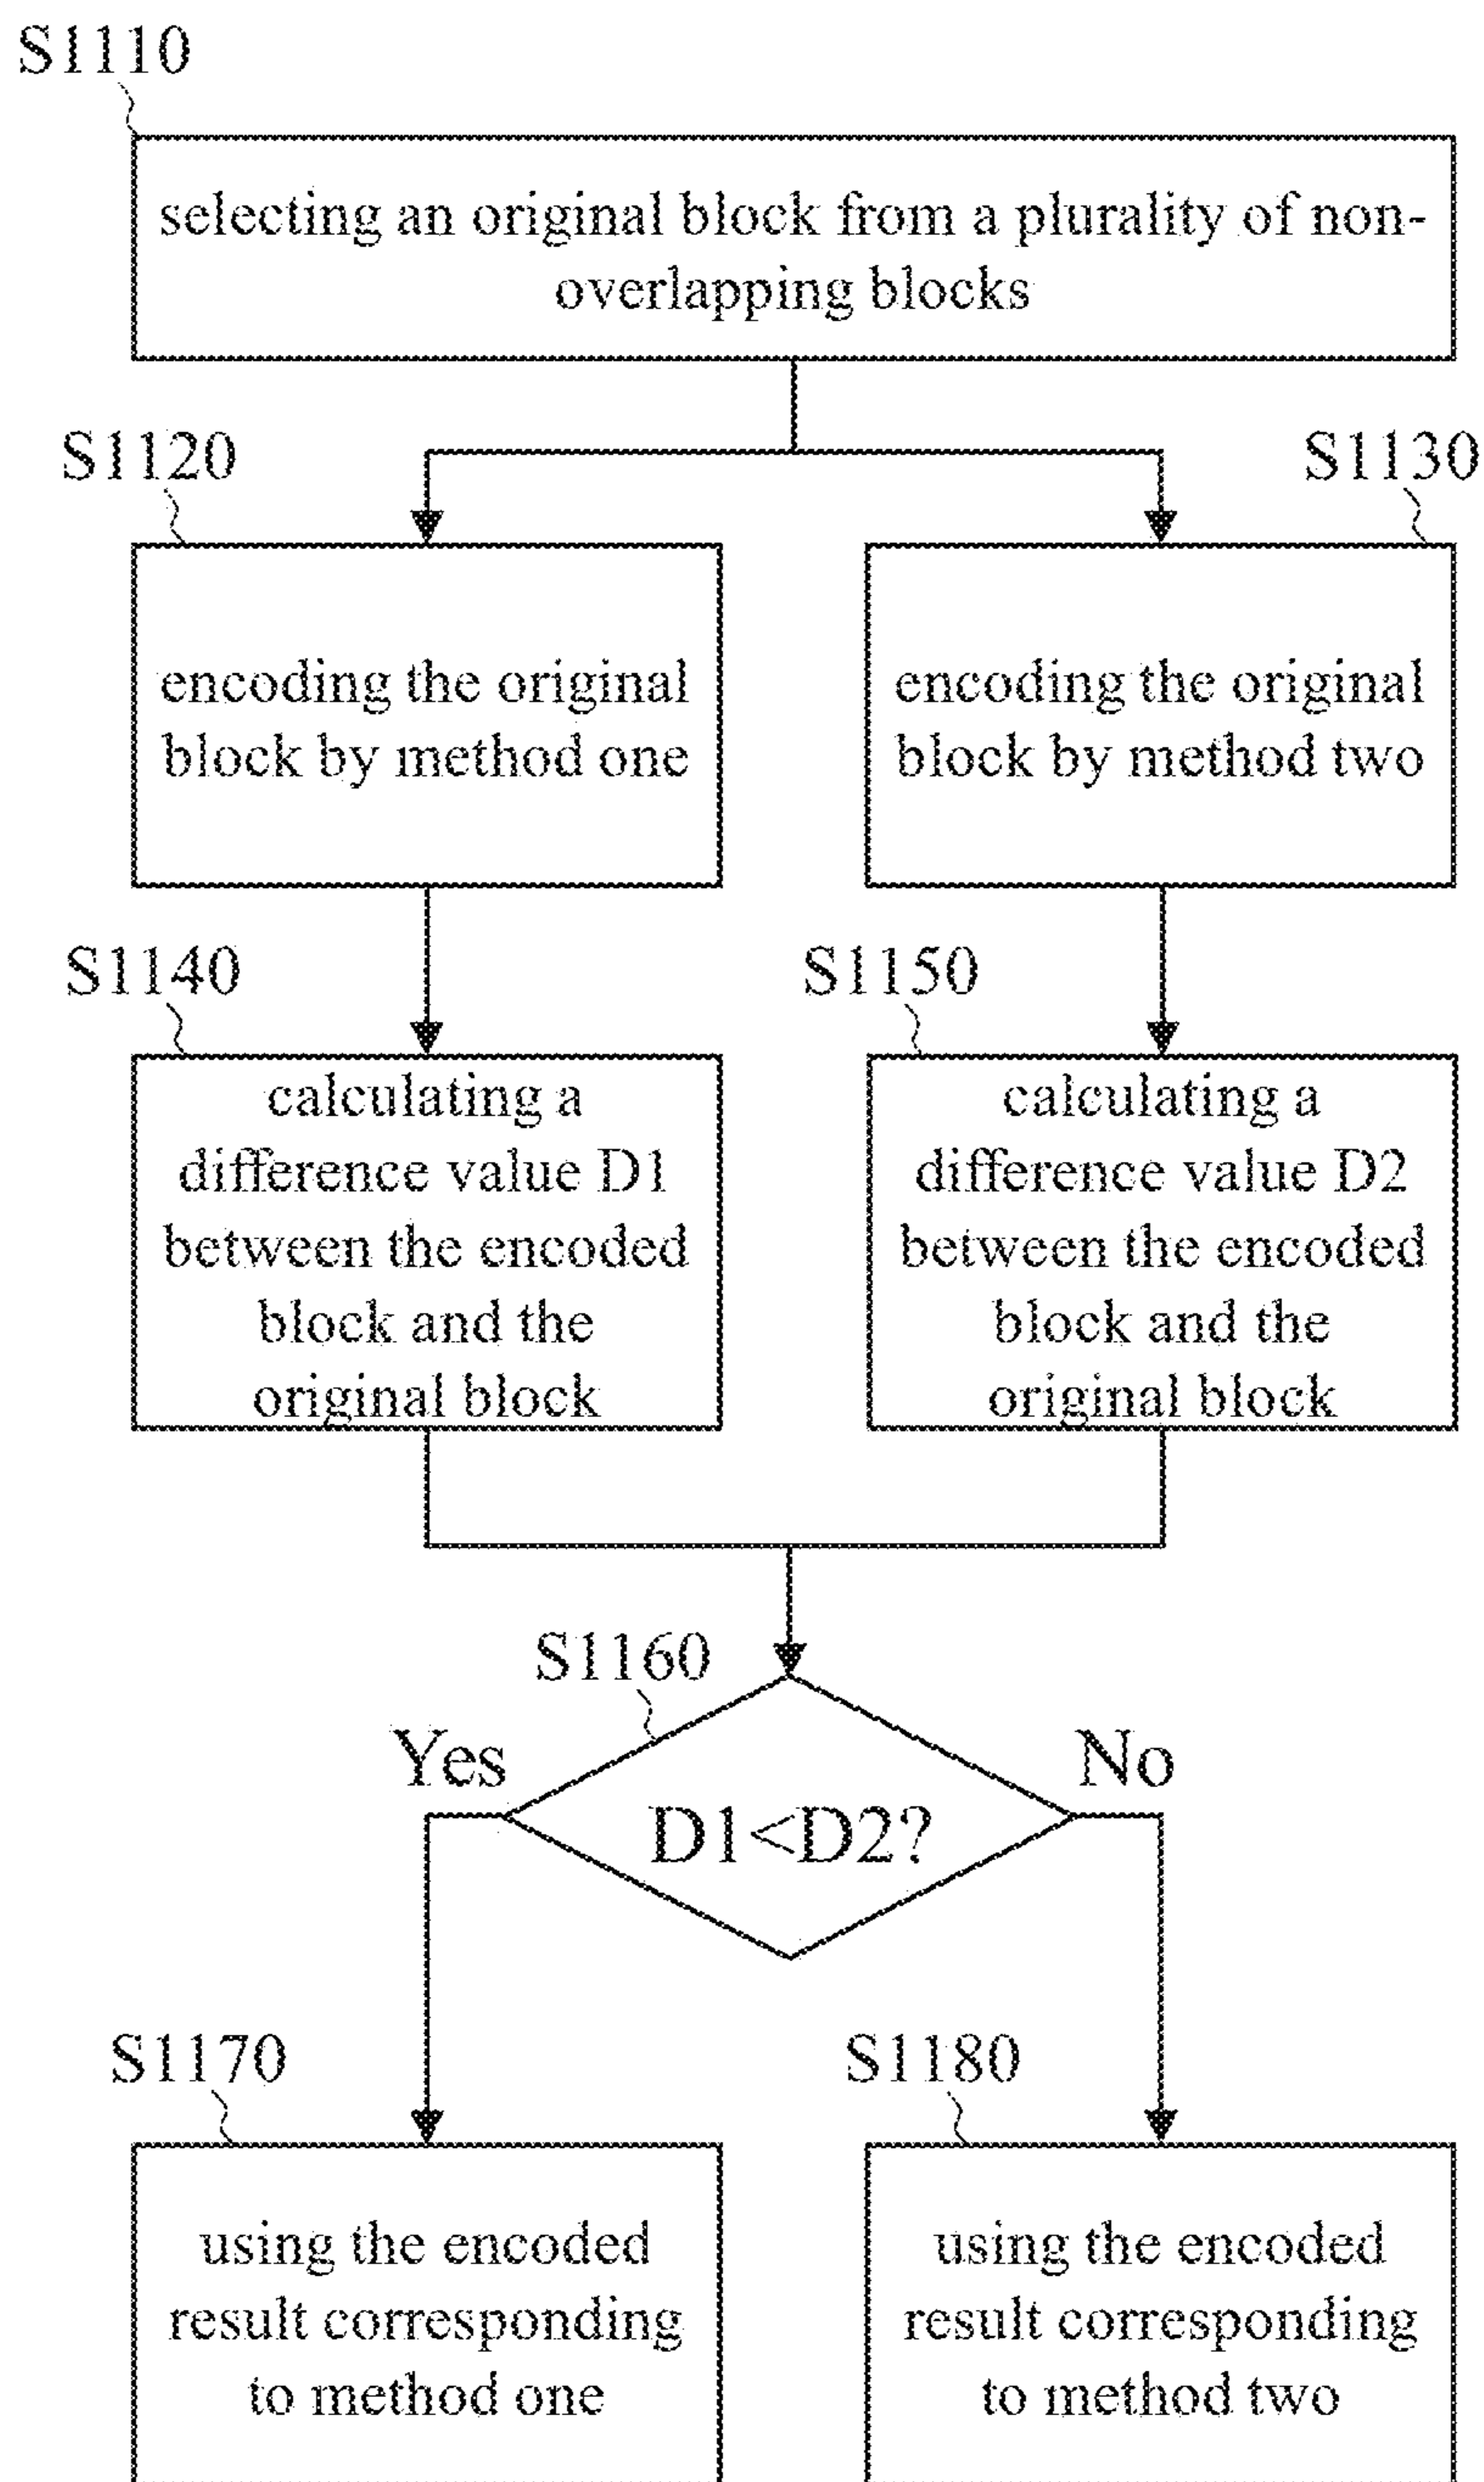 S1110
selecting an original block from a plurality of non-
overlapping blocks
S1120
S1130
encoding the original
block by method one
encoding the original
block by method two
S1140
S1150
calculating a
difference value D1
between the encoded
block and the
original block
calculating a
difference value D2
between the encoded
block and the
original block
S1160
Yes
No
D1<D2?
S1170
S1180
using the encoded
result corresponding
to method one
using the encoded
result corresponding
to method two